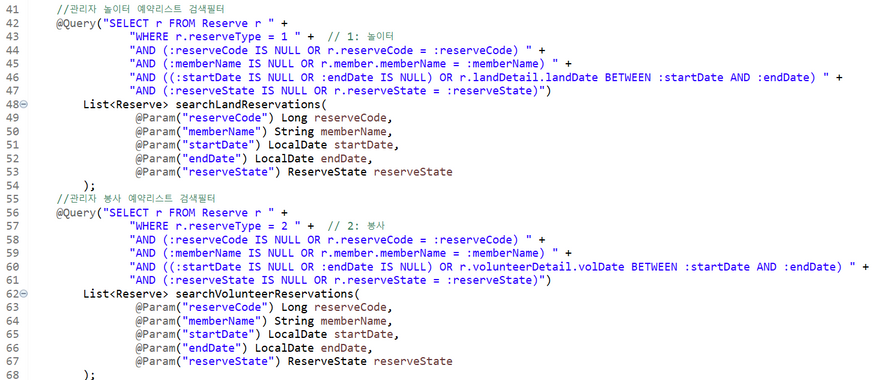 41 //관리자 놀이터 예약리스트 검색필터
42 @Query("SELECT r FROM Reserve r " +
43 "WHERE r.reserveType = 1 " + // 1: 놀이터
44 "AND (:reserveCode IS NULL OR r.reserveCode = :reserveCode) " +
45 "AND (:memberName IS NULL OR r.member.memberName = :memberName) " +
46 "AND ((:startDate IS NULL OR :endDate IS NULL) OR r.landDetail.landDate BETWEEN :startDate AND :endDate) " +
47 "AND (:reserveState IS NULL OR r.reserveState = :reserveState)")
48 List<Reserve> searchLandReservations(
49 @Param("reserveCode") Long reserveCode,
50 @Param("memberName") String memberName,
51 @Param("startDate") LocalDate startDate,
52 @Param("endDate") LocalDate endDate,
53 @Param("reserveState") ReserveState reserveState
54 );
55 //관리자 봉사 예약리스트 검색필터
56 @Query("SELECT r FROM Reserve r " +
57 "WHERE r.reserveType = 2 " + // 2: 봉사
58 "AND (:reserveCode IS NULL OR r.reserveCode = :reserveCode) " +
59 "AND (:memberName IS NULL OR r.member.memberName = :memberName) " +
60 "AND ((:startDate IS NULL OR :endDate IS NULL) OR r.volunteerDetail.volDate BETWEEN :startDate AND :endDate) " +
61 "AND (:reserveState IS NULL OR r.reserveState = :reserveState)")
62 List<Reserve> searchVolunteerReservations(
63 @Param("reserveCode") Long reserveCode,
64 @Param("memberName") String memberName,
65 @Param("startDate") LocalDate startDate,
66 @Param("endDate") LocalDate endDate,
67 @Param("reserveState") ReserveState reserveState
68 );